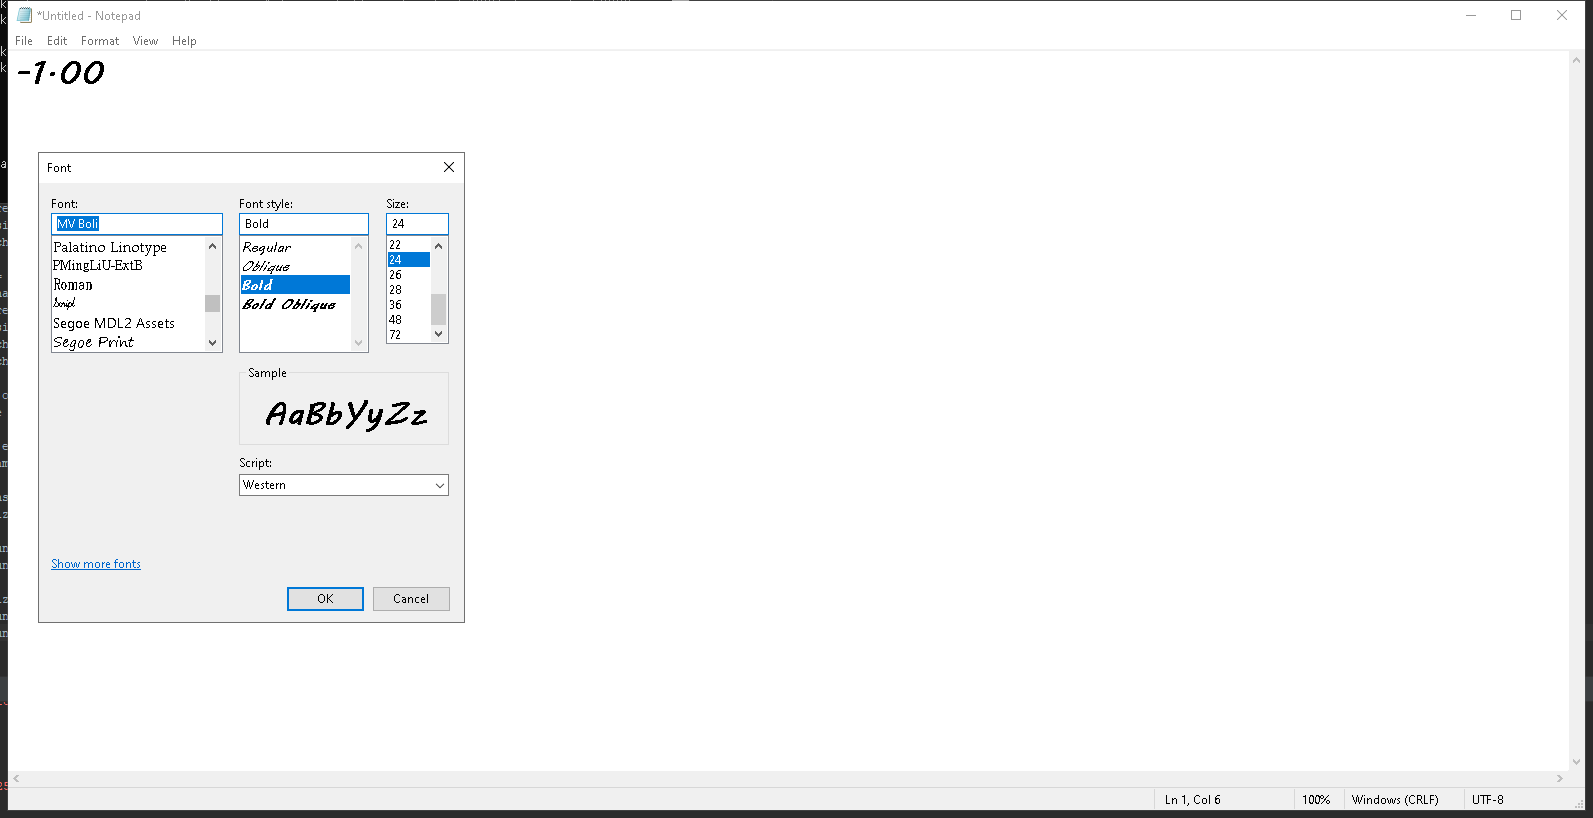 *Untitled - Notepad
File Edit Format View Help
-1.00
Font
Font: Font style: Size:
MV Boli Bold 24
Palatino Linotype
PMingLiU-ExtB
Roman
Script
Segoe MDL2 Assets
Segoe Print
Regular
Oblique
Bold
Bold Oblique
22
24
26
28
36
48
72
Sample
AaBbYyZz
Script:
Western
Show more fonts
OK Cancel
Ln 1, Col 6 100% Windows (CRLF) UTF-8